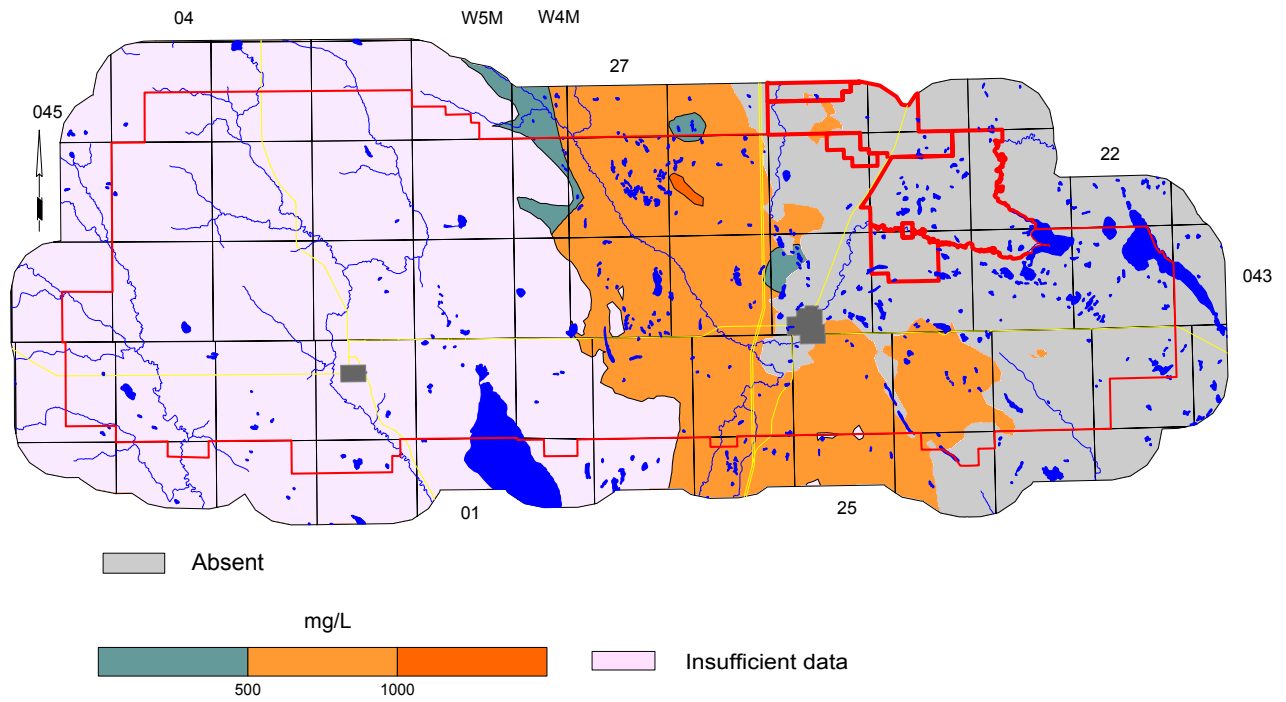 04
W5M
W4M
27
045
22
043
01
25
Absent
mg/L
500
1000
Insufficient data